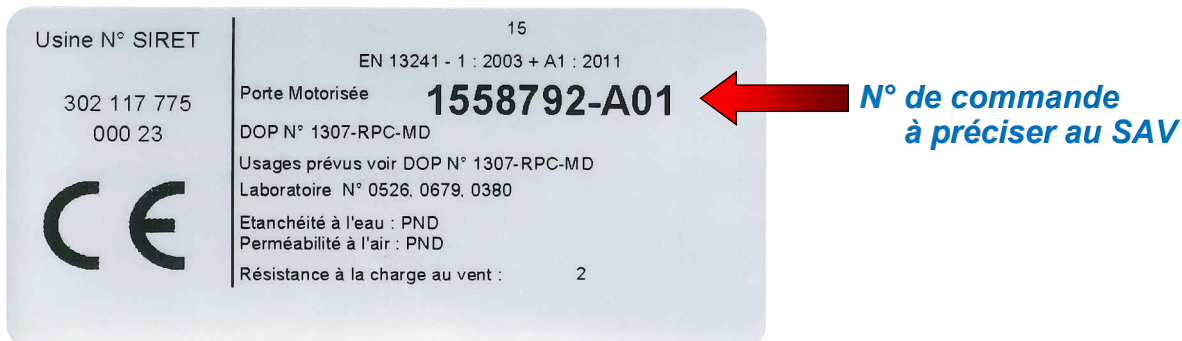 Usine N° SIRET
302 117 775
000 23
CE
15
EN 13241 - 1 : 2003 + A1 : 2011
Porte Motorisée 1558792-A01
DOP N° 1307-RPC-MD
Usages prévus voir DOP N° 1307-RPC-MD
Laboratoire N° 0526, 0679, 0380
Etanchéité à l'eau : PND
Perméabilité à l'air : PND
Résistance à la charge au vent : 2
N° de commande
à préciser au SAV